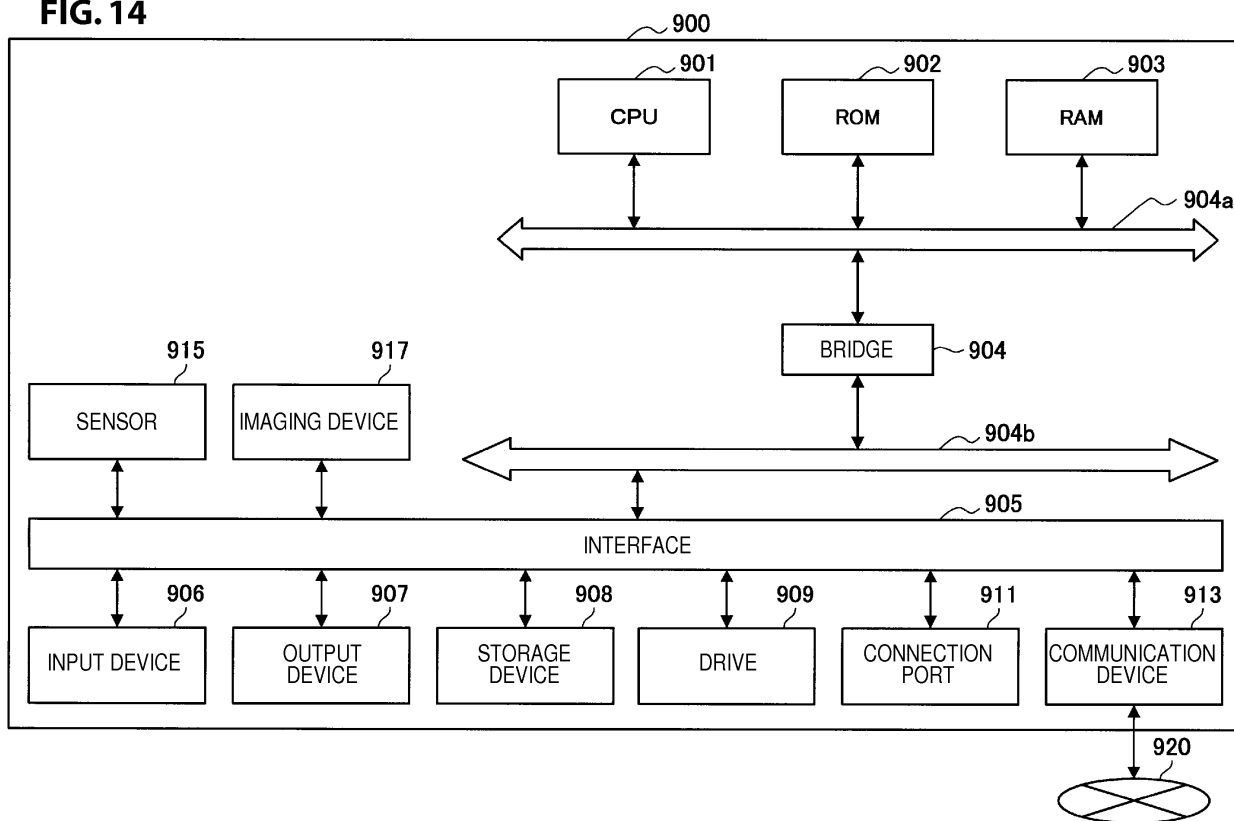 FIG. 14
900
901
902
903
CPU
ROM
RAM
904a
BRIDGE
904
915
917
SENSOR
IMAGING DEVICE
904b
905
INTERFACE
906
907
908
909
911
913
INPUT DEVICE
OUTPUT
DEVICE
STORAGE
DEVICE
DRIVE
CONNECTION
PORT
COMMUNICATION
DEVICE
920